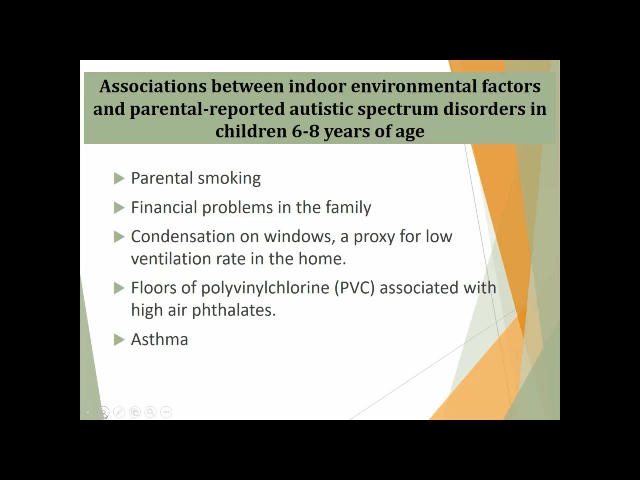 Associations between indoor environmental factors
and parental-reported autistic spectrum disorders in
children 6-8 years of age
Parental smoking
Financial problems in the family
Condensation on windows, a proxy for low
ventilation rate in the home.
Floors of polyvinylchlorine (PVC) associated with
high air phthalates.
Asthma